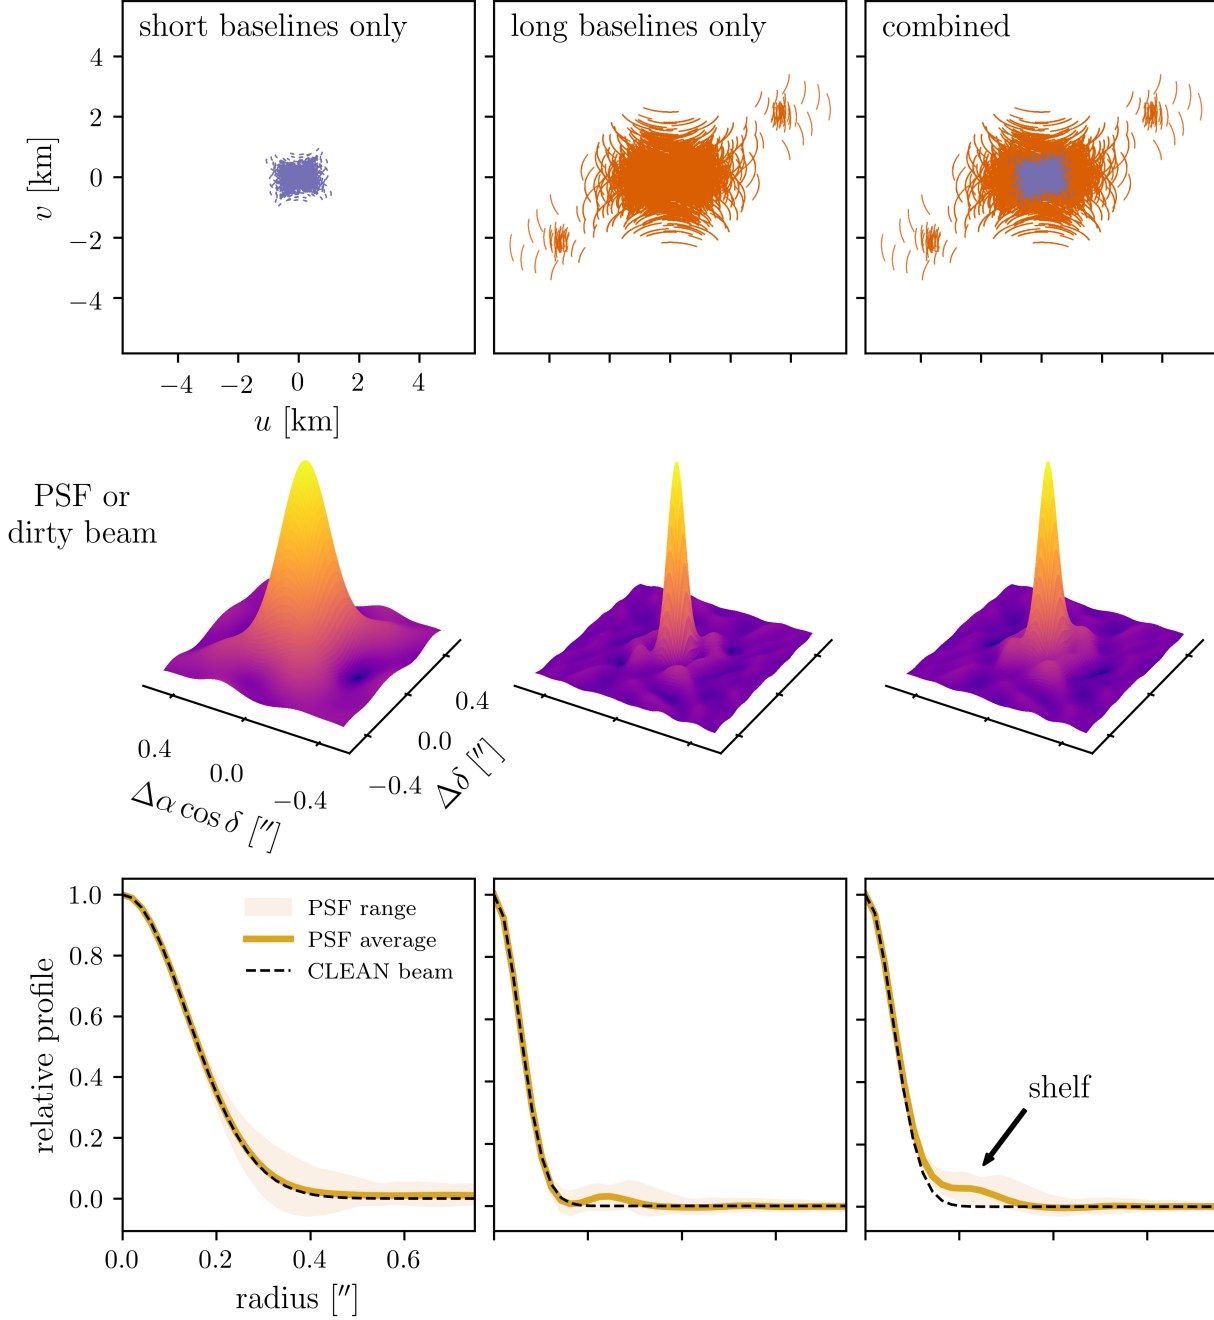 short baselines only
long baselines only
combined
4
2
0
−2
−4
v [km]
−4 −2 0 2 4
u [km]
PSF or
dirty beam
0.4
0.0
−0.4
Δα cos δ [″]
−0.4
0.0
0.4
Δδ [″]
1.0
0.8
0.6
0.4
0.2
0.0
relative profile
PSF range
PSF average
CLEAN beam
shelf
0.0 0.2 0.4 0.6
radius [″]